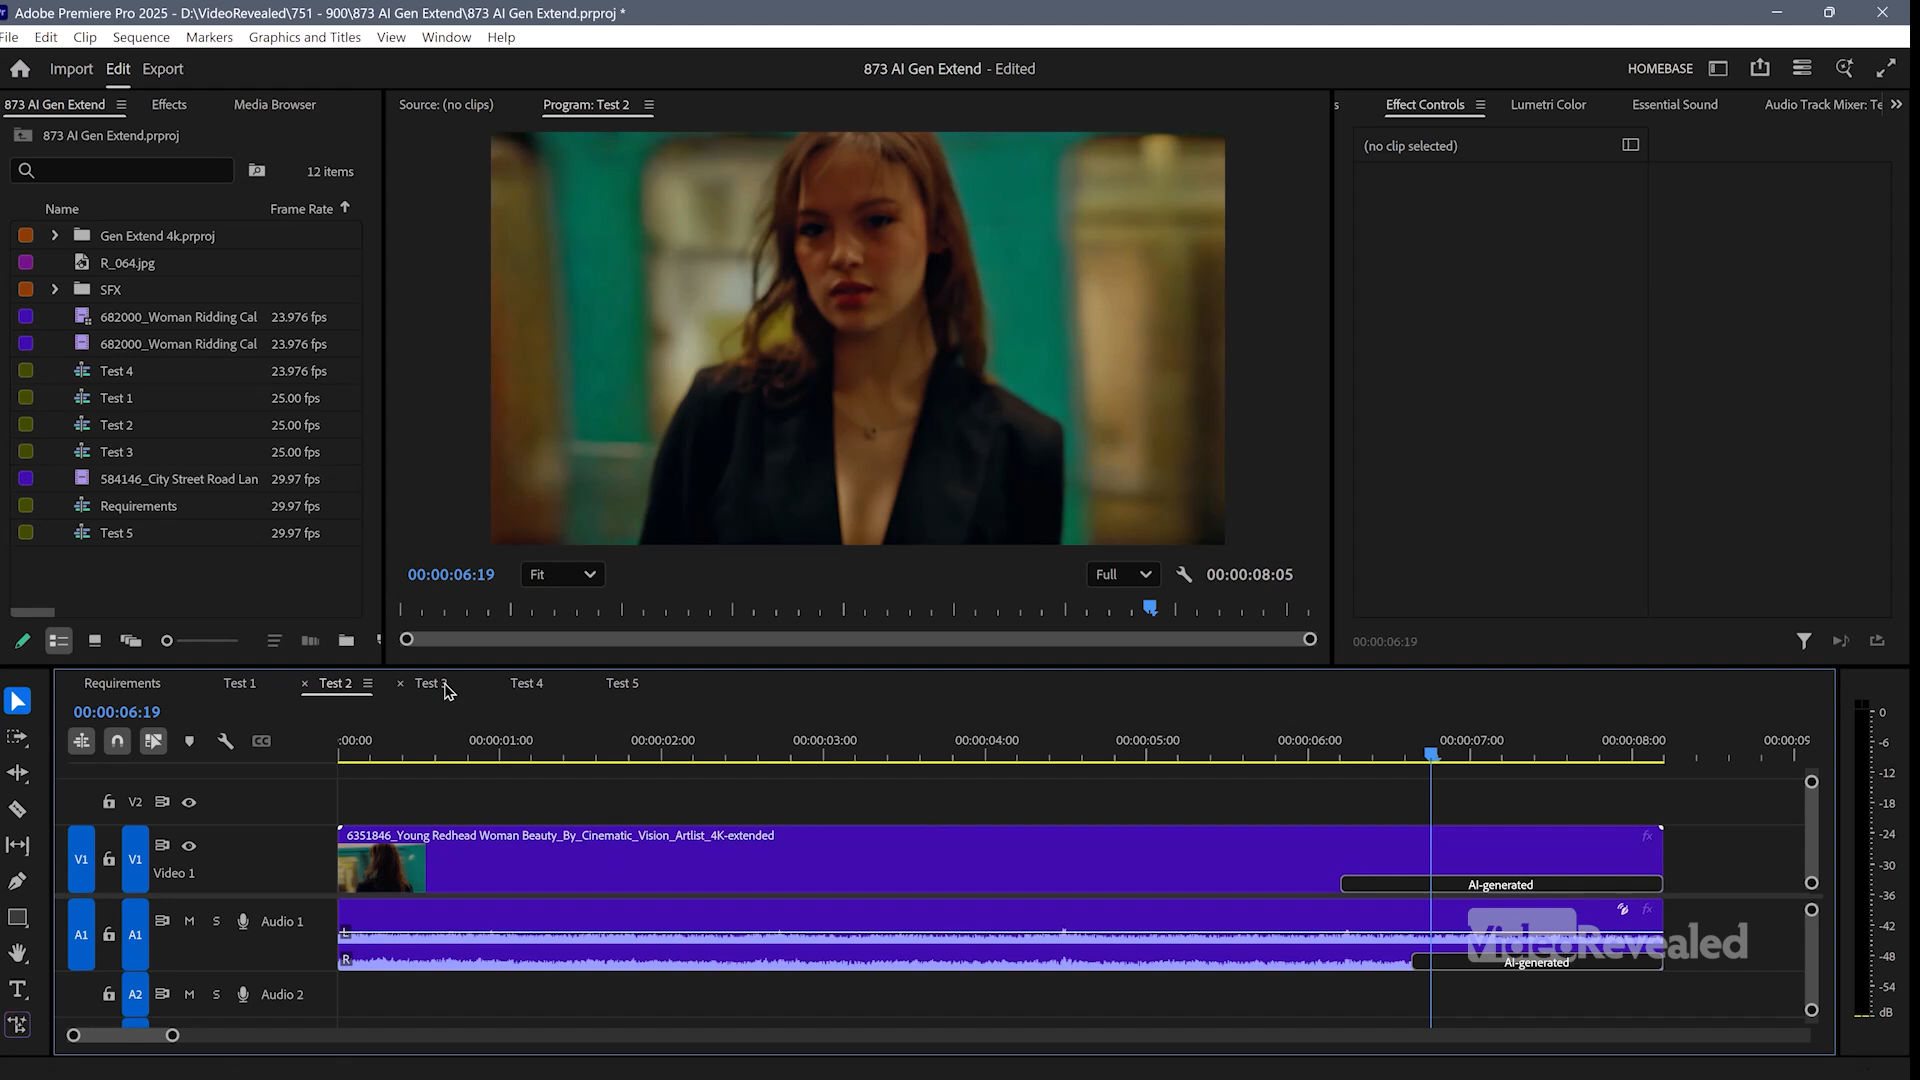 Adobe Premiere Pro 2025 - D:\VideoRevealed\751 - 900\873 AI Gen Extend\873 AI Gen Extend.prproj *
File Edit Clip Sequence Markers Graphics and Titles View Window Help
Import Edit Export
873 AI Gen Extend - Edited
HOMEBASE
873 AI Gen Extend Effects Media Browser
Source: (no clips) Program: Test 2
Effect Controls Lumetri Color Essential Sound Audio Track Mixer: Te
873 AI Gen Extend.prproj
12 items
(no clip selected)
Name Frame Rate
Gen Extend 4k.prproj
R_064.jpg
SFX
682000_Woman Ridding Cal 23.976 fps
682000_Woman Ridding Cal 23.976 fps
Test 4 23.976 fps
Test 1 25.00 fps
Test 2 25.00 fps
Test 3 25.00 fps
584146_City Street Road Lan 29.97 fps
Requirements 29.97 fps
Test 5 29.97 fps
00:00:06:19 Fit Full 00:00:08:05
00:00:06:19
Requirements Test 1 × Test 2 × Test 3 Test 4 Test 5
00:00:06:19
CC
:00:00 00:00:01:00 00:00:02:00 00:00:03:00 00:00:04:00 00:00:05:00 00:00:06:00 00:00:07:00 00:00:08:00 00:00:09
V2
6351846_Young Redhead Woman Beauty_By_Cinematic_Vision_Artlist_4K-extended fx
V1 V1 Video 1
AI-generated
A1 A1 M S Audio 1 L fx
R
AI-generated
VideoRevealed
A2 M S Audio 2
0
-6
-12
-18
-24
-30
-36
-42
-48
-54
dB